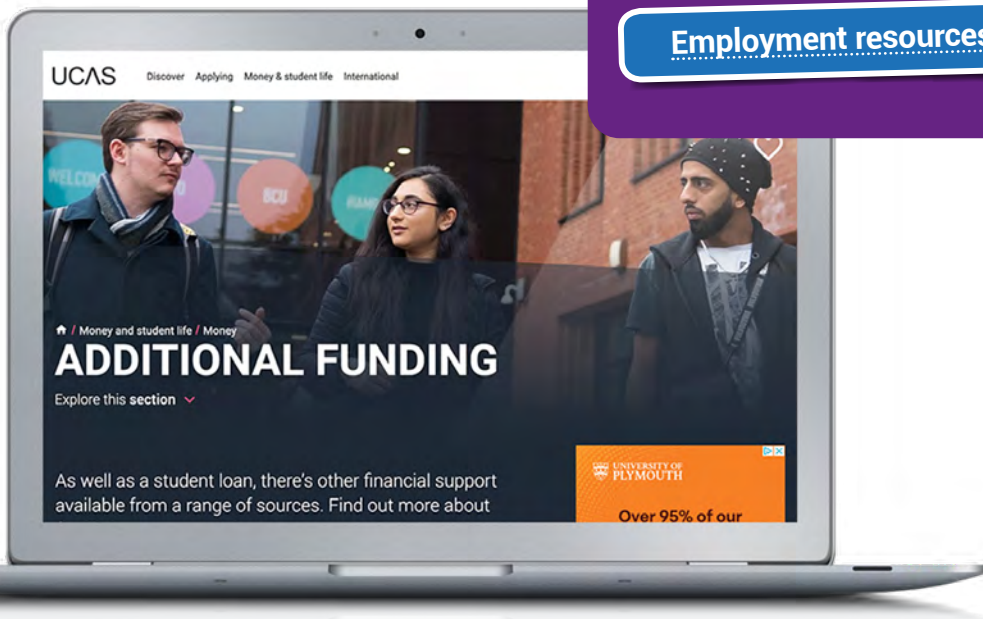 Employment resources
UCAS
Discover Applying Money & student life International
WELCOM
BCU
/ Money and student life / Money
ADDITIONAL FUNDING
Explore this section
As well as a student loan, there's other financial support
available from a range of sources. Find out more about
UNIVERSITY OF
PLYMOUTH
Over 95% of our